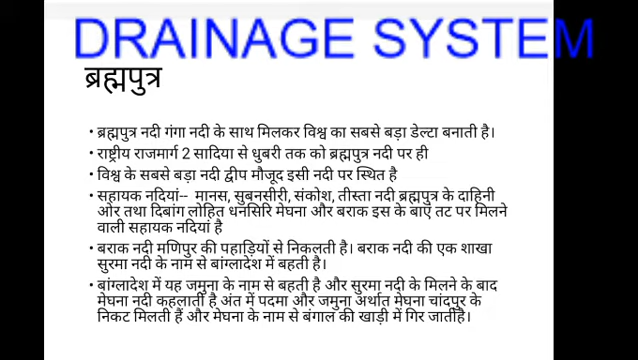 DRAINAGE SYSTEM
ब्रह्मपुत्र
• ब्रह्मपुत्र नदी गंगा नदी के साथ मिलकर विश्व का सबसे बड़ा डेल्टा बनाती है।
• राष्ट्रीय राजमार्ग 2 सादिया से धुबरी तक को ब्रह्मपुत्र नदी पर ही
• विश्व के सबसे बड़ा नदी द्वीप मौजूद इसी नदी पर स्थित है
• सहायक नदियां-- मानस, सुबनसीरी, संकोश, तीस्ता नदी ब्रह्मपुत्र के दाहिनी
ओर तथा दिबांग लोहित धनसिरि मेघना और बराक इस के बाएं तट पर मिलने
वाली सहायक नदियां है
• बराक नदी मणिपुर की पहाड़ियों से निकलती है। बराक नदी की एक शाखा
सुरमा नदी के नाम से बांग्लादेश में बहती है।
• बांग्लादेश में यह जमुना के नाम से बहती है और सुरमा नदी के मिलने के बाद
मेघना नदी कहलाती है अंत में पदमा और जमुना अर्थात मेघना चांदपुर के
निकट मिलती हैं और मेघना के नाम से बंगाल की खाड़ी में गिर जातीहै।